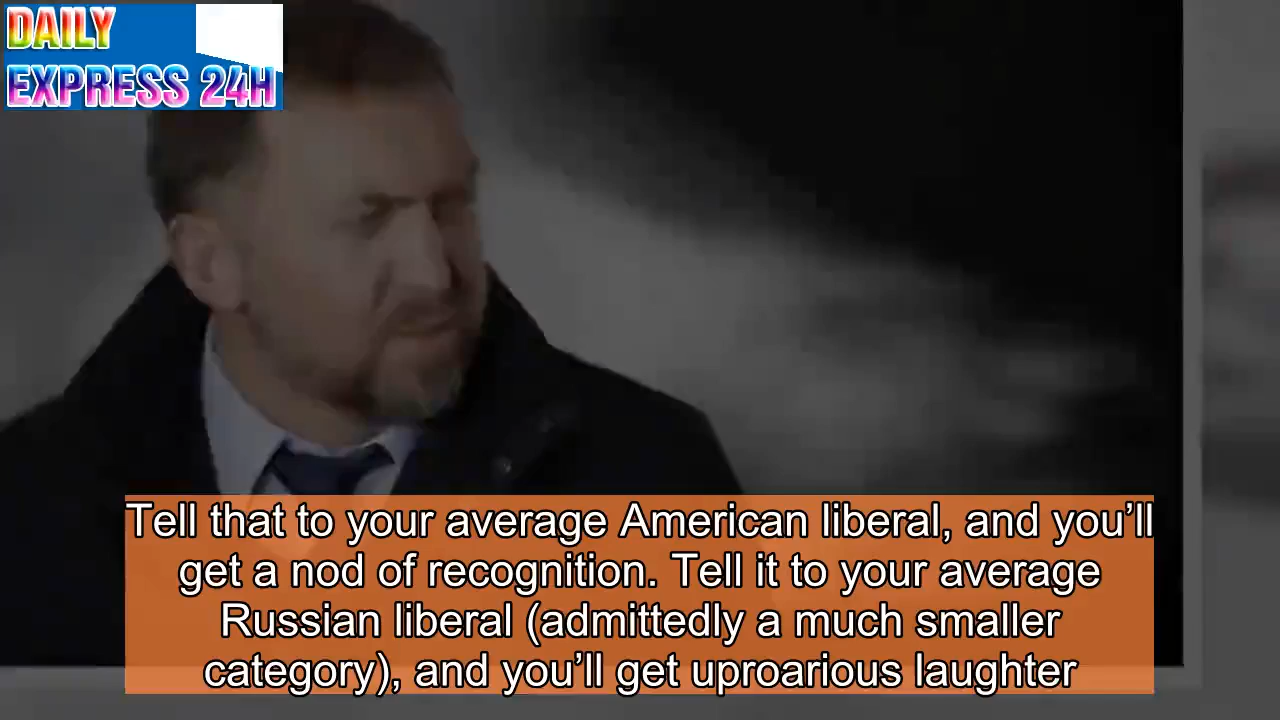 DAILY
EXPRESS 24H
Tell that to your average American liberal, and you’ll
get a nod of recognition. Tell it to your average
Russian liberal (admittedly a much smaller
category), and you’ll get uproarious laughter